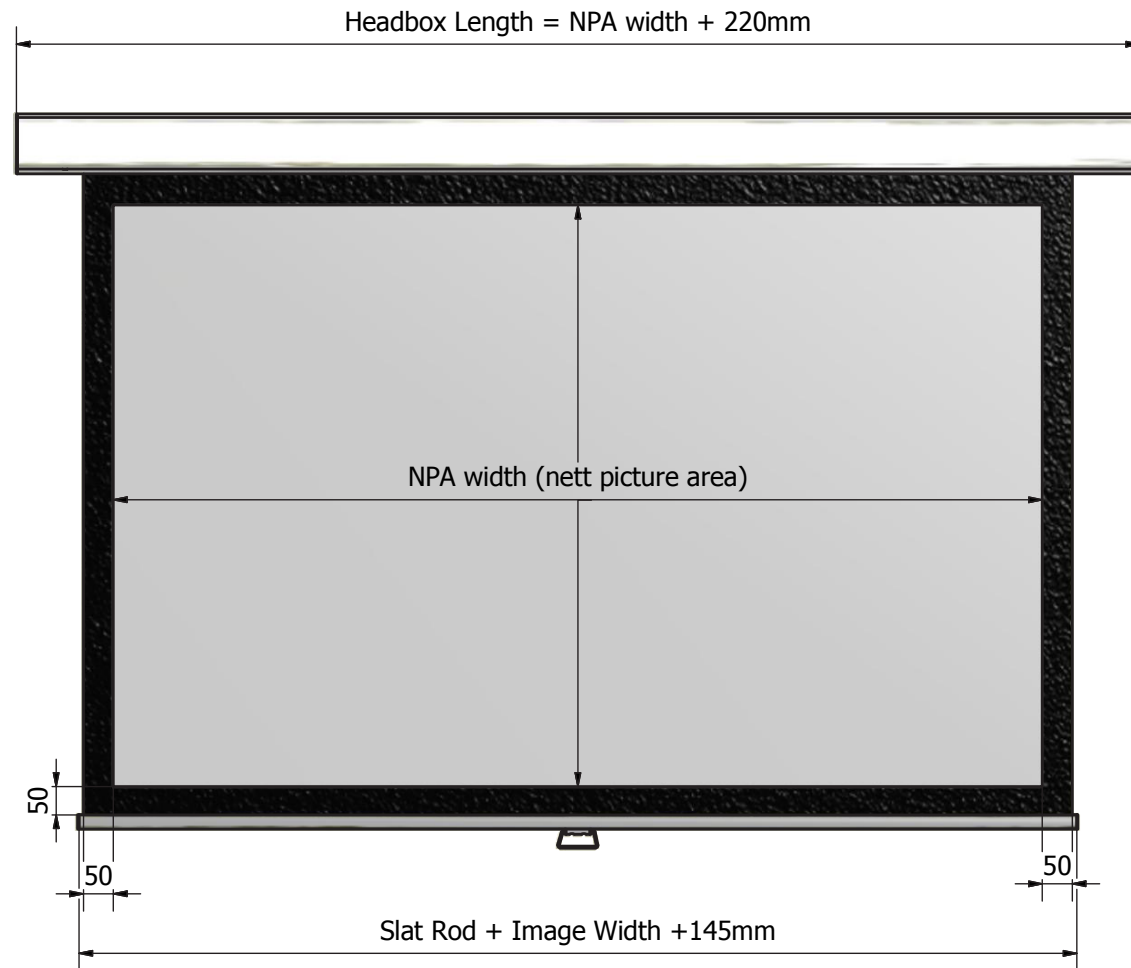 Headbox Length = NPA width + 220mm
NPA width (nett picture area)
50
50
50
Slat Rod + Image Width +145mm